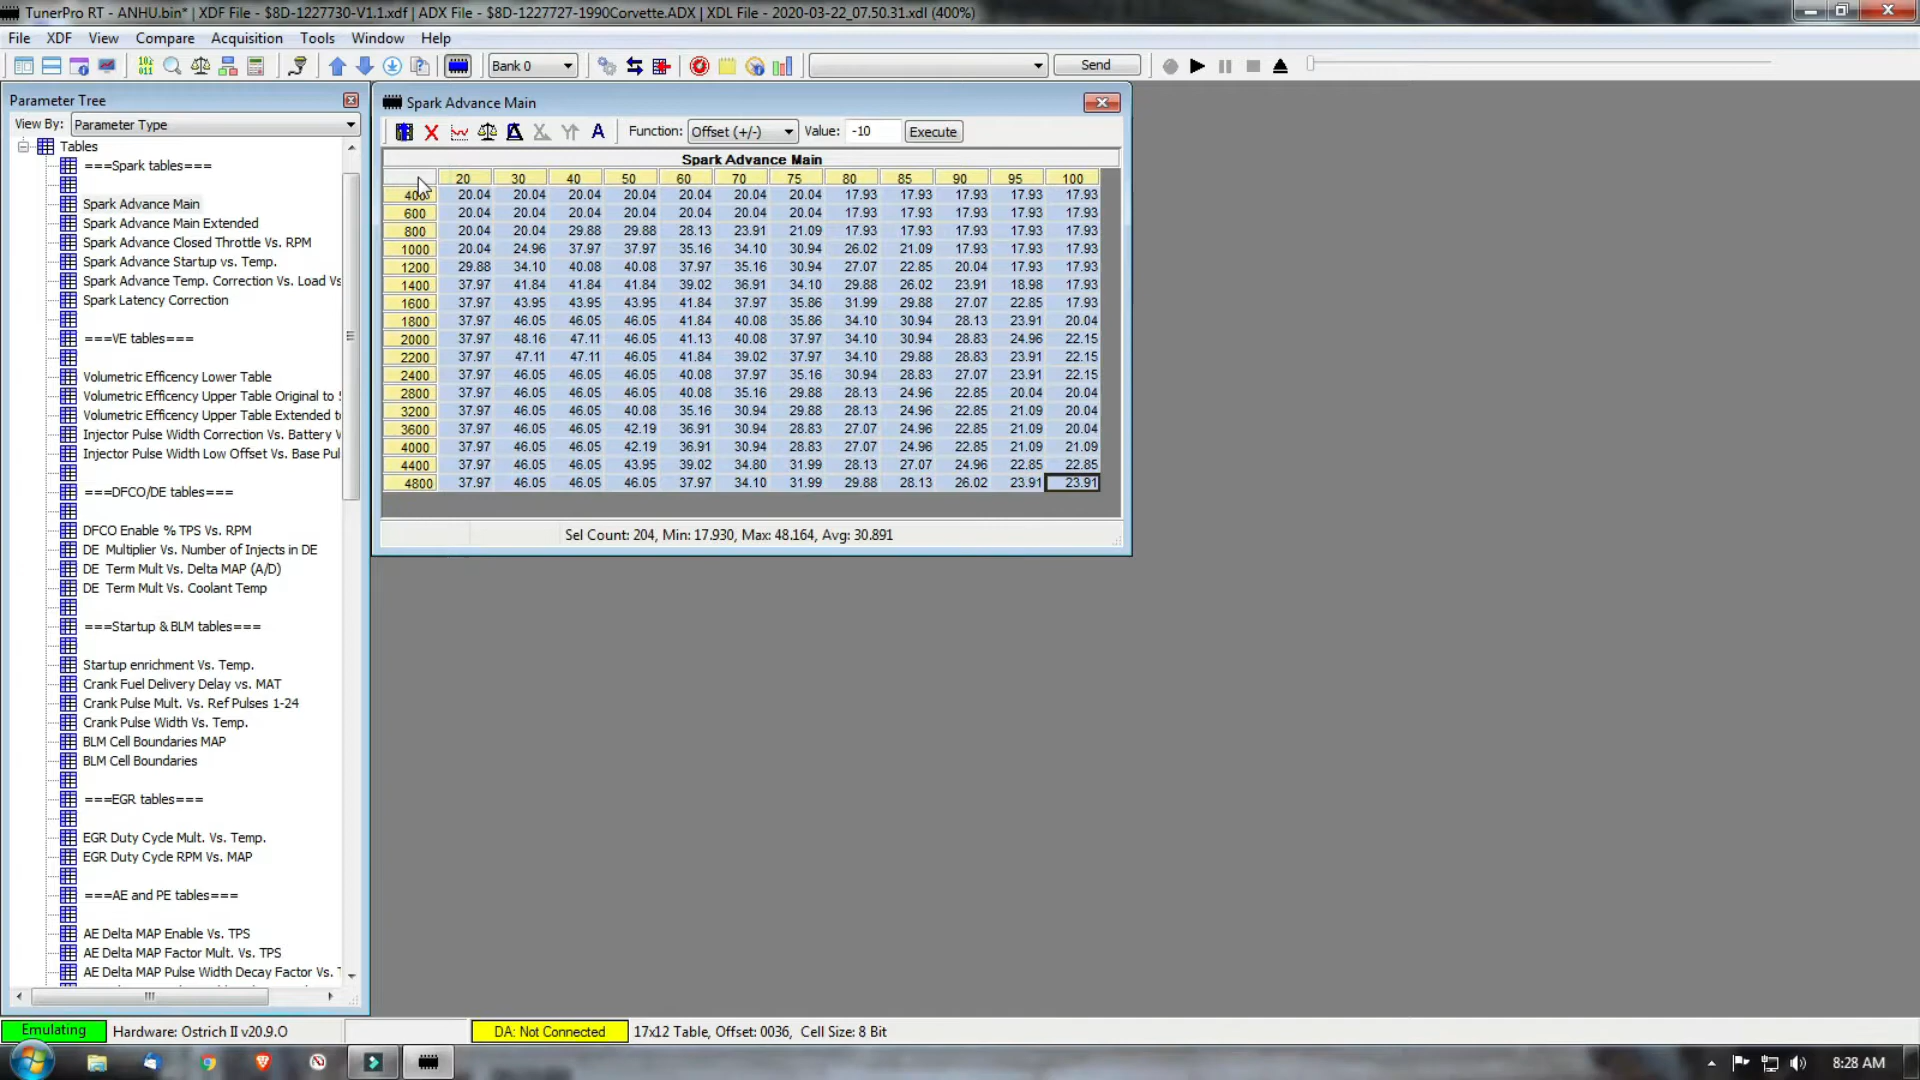 TunerPro RT - ANHU.bin* | XDF File - $8D-1227730-V1.1.xdf | ADX File - $8D-1227727-1990Corvette.ADX | XDL File - 2020-03-22_07.50.31.xdl (400%)
File XDF View Compare Acquisition Tools Window Help
Bank 0 Send
Parameter Tree
View By: Parameter Type
Tables
===Spark tables===
Spark Advance Main
Spark Advance Main Extended
Spark Advance Closed Throttle Vs. RPM
Spark Advance Startup vs. Temp.
Spark Advance Temp. Correction Vs. Load Vs
Spark Latency Correction
===VE tables===
Volumetric Efficency Lower Table
Volumetric Efficency Upper Table Original to
Volumetric Efficency Upper Table Extended to
Injector Pulse Width Correction Vs. Battery V
Injector Pulse Width Low Offset Vs. Base Pul
===DFCO/DE tables===
DFCO Enable % TPS Vs. RPM
DE Multiplier Vs. Number of Injects in DE
DE Term Mult Vs. Delta MAP (A/D)
DE Term Mult Vs. Coolant Temp
===Startup & BLM tables===
Startup enrichment Vs. Temp.
Crank Fuel Delivery Delay vs. MAT
Crank Pulse Mult. Vs. Ref Pulses 1-24
Crank Pulse Width Vs. Temp.
BLM Cell Boundaries MAP
BLM Cell Boundaries
===EGR tables===
EGR Duty Cycle Mult. Vs. Temp.
EGR Duty Cycle RPM Vs. MAP
===AE and PE tables===
AE Delta MAP Enable Vs. TPS
AE Delta MAP Factor Mult. Vs. TPS
AE Delta MAP Pulse Width Decay Factor Vs. T
Spark Advance Main
A Function: Offset (+/-) Value: -10 Execute
Spark Advance Main
20 30 40 50 60 70 75 80 85 90 95 100
400 20.04 20.04 20.04 20.04 20.04 20.04 20.04 17.93 17.93 17.93 17.93 17.93
600 20.04 20.04 20.04 20.04 20.04 20.04 20.04 17.93 17.93 17.93 17.93 17.93
800 20.04 20.04 29.88 29.88 28.13 23.91 21.09 17.93 17.93 17.93 17.93 17.93
1000 20.04 24.96 37.97 37.97 35.16 34.10 30.94 26.02 21.09 17.93 17.93 17.93
1200 29.88 34.10 40.08 40.08 37.97 35.16 30.94 27.07 22.85 20.04 17.93 17.93
1400 37.97 41.84 41.84 41.84 39.02 36.91 34.10 29.88 26.02 23.91 18.98 17.93
1600 37.97 43.95 43.95 43.95 41.84 37.97 35.86 31.99 29.88 27.07 22.85 17.93
1800 37.97 46.05 46.05 46.05 41.84 40.08 35.86 34.10 30.94 28.13 23.91 20.04
2000 37.97 48.16 47.11 46.05 41.13 40.08 37.97 34.10 30.94 28.83 24.96 22.15
2200 37.97 47.11 47.11 46.05 41.84 39.02 37.97 34.10 29.88 28.83 23.91 22.15
2400 37.97 46.05 46.05 46.05 40.08 37.97 35.16 30.94 28.83 27.07 23.91 22.15
2800 37.97 46.05 46.05 46.05 40.08 35.16 29.88 28.13 24.96 22.85 20.04 20.04
3200 37.97 46.05 46.05 40.08 35.16 30.94 29.88 28.13 24.96 22.85 21.09 20.04
3600 37.97 46.05 46.05 42.19 36.91 30.94 28.83 27.07 24.96 22.85 21.09 20.04
4000 37.97 46.05 46.05 42.19 36.91 30.94 28.83 27.07 24.96 22.85 21.09 21.09
4400 37.97 46.05 46.05 43.95 39.02 34.80 31.99 28.13 27.07 24.96 22.85 22.85
4800 37.97 46.05 46.05 46.05 37.97 34.10 31.99 29.88 28.13 26.02 23.91 23.91
Sel Count: 204, Min: 17.930, Max: 48.164, Avg: 30.891
Emulating Hardware: Ostrich II v20.9.O DA: Not Connected 17x12 Table, Offset: 0036, Cell Size: 8 Bit
8:28 AM